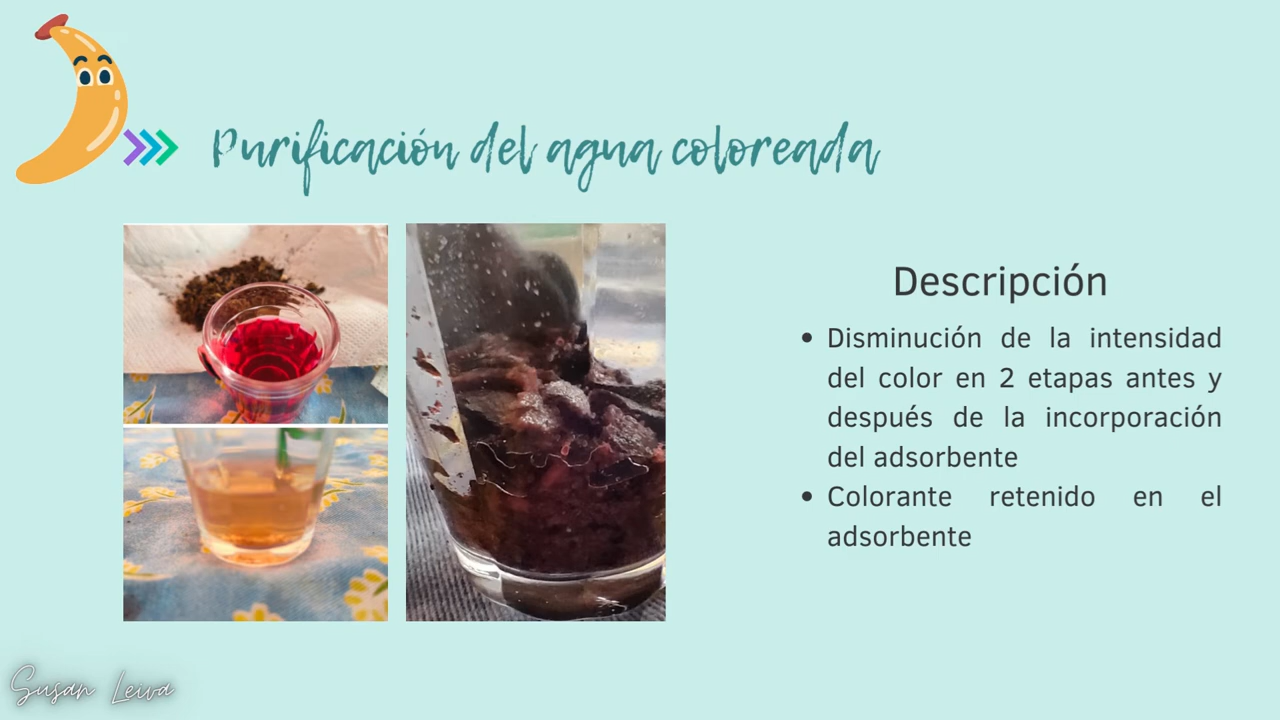 Purificación del agua coloreada
Descripción
• Disminución de la intensidad
del color en 2 etapas antes y
después de la incorporación
del adsorbente
• Colorante retenido en el
adsorbente
Susan Leiva